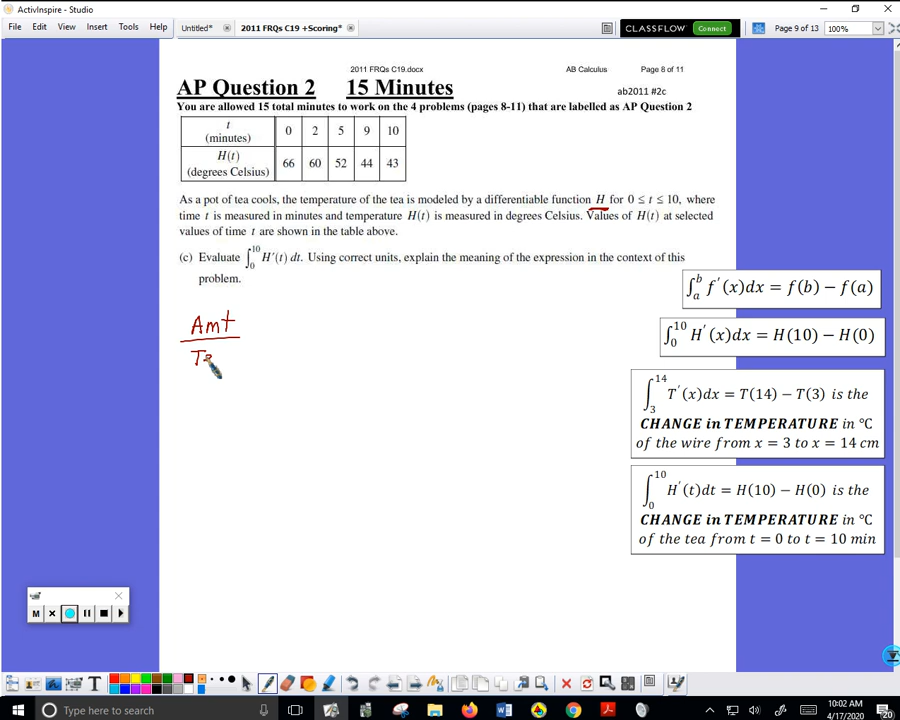 ActivInspire - Studio
File Edit View Insert Tools Help
Untitled* 2011 FRQs C19 +Scoring*
CLASSFLOW Connect
Page 9 of 13 100%
2011 FRQs C19.docx AB Calculus Page 8 of 11
AP Question 2 15 Minutes ab2011 #2c
You are allowed 15 total minutes to work on the 4 problems (pages 8-11) that are labelled as AP Question 2
t (minutes) 0 2 5 9 10
H(t) (degrees Celsius) 66 60 52 44 43
As a pot of tea cools, the temperature of the tea is modeled by a differentiable function H for 0 ≤ t ≤ 10, where
time t is measured in minutes and temperature H(t) is measured in degrees Celsius. Values of H(t) at selected
values of time t are shown in the table above.
(c) Evaluate ∫₀¹⁰ H′(t) dt. Using correct units, explain the meaning of the expression in the context of this
problem.
∫ₐᵇ f′(x)dx = f(b) − f(a)
∫₀¹⁰ H′(x)dx = H(10) − H(0)
Amt
Te
∫₃¹⁴ T′(x)dx = T(14) − T(3) is the
CHANGE in TEMPERATURE in °C
of the wire from x = 3 to x = 14 cm
∫₀¹⁰ H′(t)dt = H(10) − H(0) is the
CHANGE in TEMPERATURE in °C
of the tea from t = 0 to t = 10 min
M
T
Type here to search
10:02 AM
4/17/2020
20